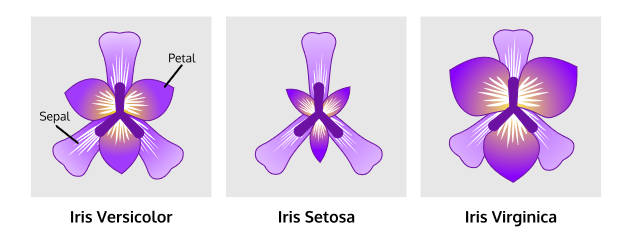 Petal
Sepal
Iris Versicolor
Iris Setosa
Iris Virginica